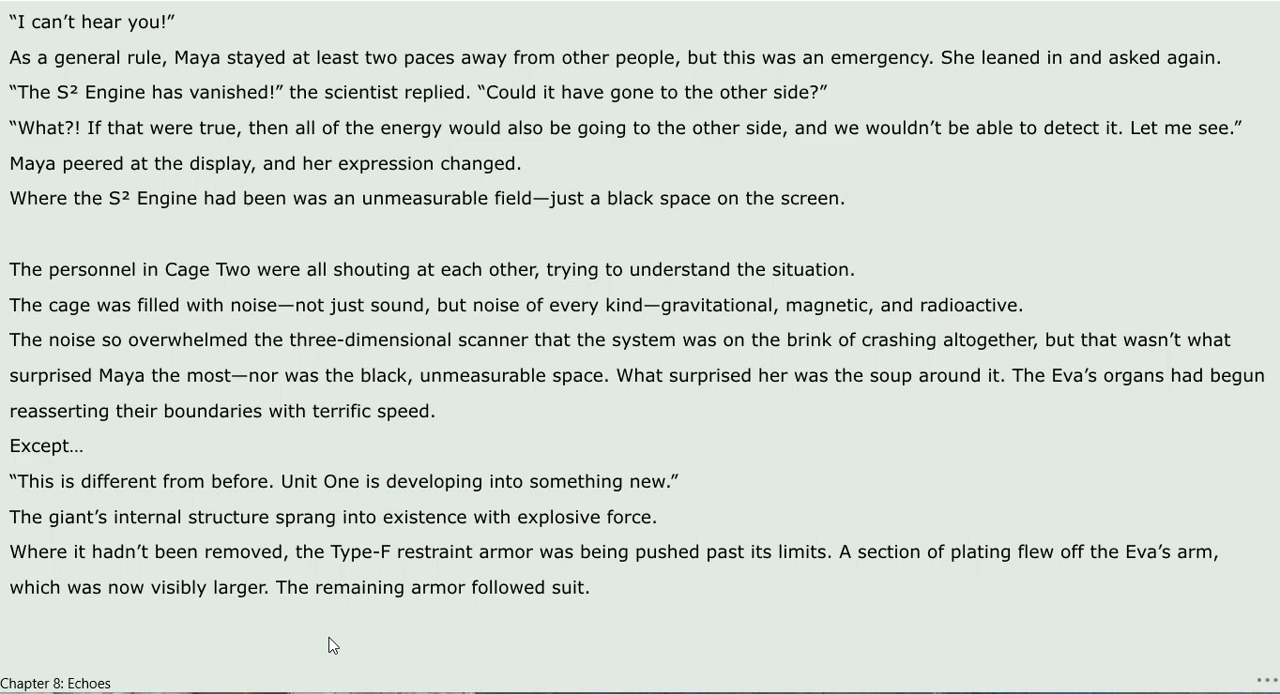 “I can’t hear you!”
As a general rule, Maya stayed at least two paces away from other people, but this was an emergency. She leaned in and asked again.
“The S² Engine has vanished!” the scientist replied. “Could it have gone to the other side?”
“What?! If that were true, then all of the energy would also be going to the other side, and we wouldn’t be able to detect it. Let me see.”
Maya peered at the display, and her expression changed.
Where the S² Engine had been was an unmeasurable field—just a black space on the screen.
The personnel in Cage Two were all shouting at each other, trying to understand the situation.
The cage was filled with noise—not just sound, but noise of every kind—gravitational, magnetic, and radioactive.
The noise so overwhelmed the three-dimensional scanner that the system was on the brink of crashing altogether, but that wasn’t what
surprised Maya the most—nor was the black, unmeasurable space. What surprised her was the soup around it. The Eva’s organs had begun
reasserting their boundaries with terrific speed.
Except…
“This is different from before. Unit One is developing into something new.”
The giant’s internal structure sprang into existence with explosive force.
Where it hadn’t been removed, the Type-F restraint armor was being pushed past its limits. A section of plating flew off the Eva’s arm,
which was now visibly larger. The remaining armor followed suit.
Chapter 8: Echoes